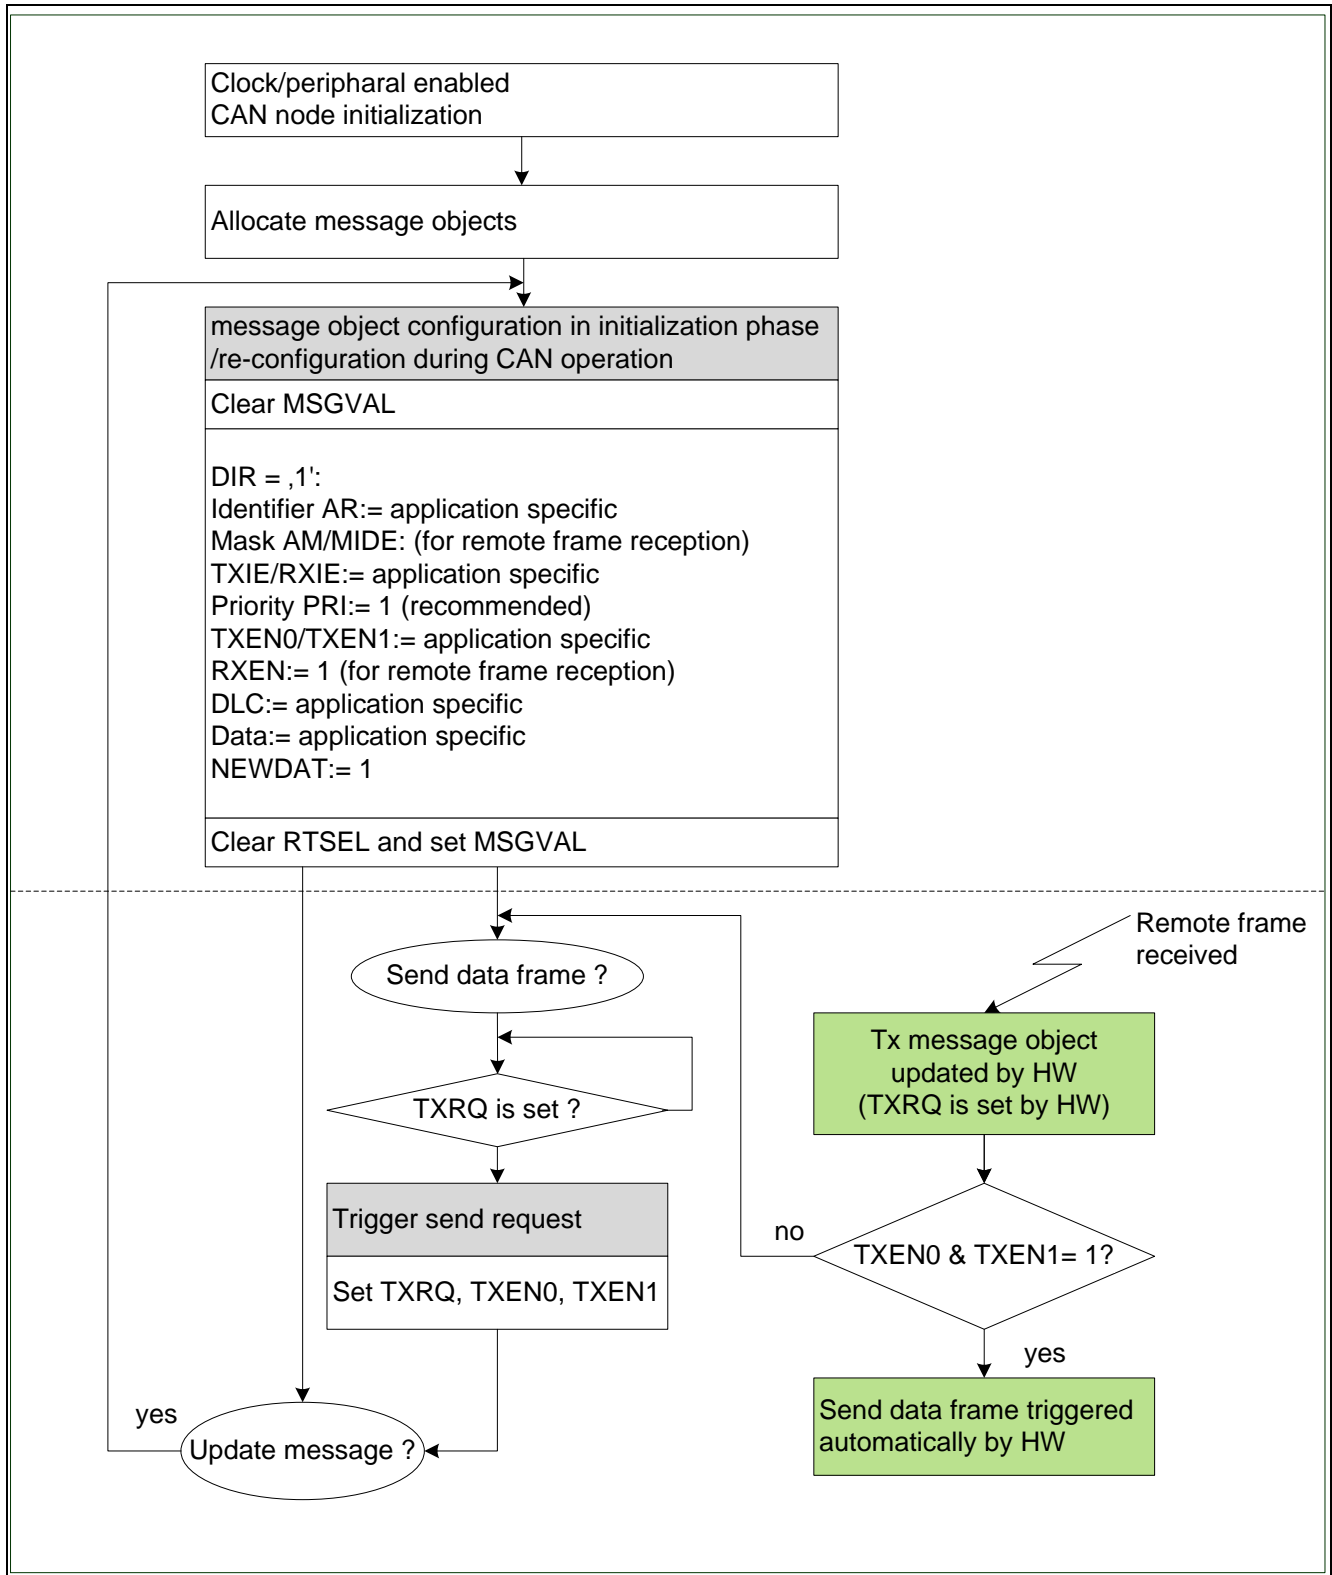 Clock/peripharal enabled
CAN node initialization
Allocate message objects
message object configuration in initialization phase
/re-configuration during CAN operation
Clear MSGVAL
DIR = ‚1':
Identifier AR:= application specific
Mask AM/MIDE: (for remote frame reception)
TXIE/RXIE:= application specific
Priority PRI:= 1 (recommended)
TXEN0/TXEN1:= application specific
RXEN:= 1 (for remote frame reception)
DLC:= application specific
Data:= application specific
NEWDAT:= 1
Clear RTSEL and set MSGVAL
Send data frame ?
TXRQ is set ?
Trigger send request
Set TXRQ, TXEN0, TXEN1
yes
Update message ?
Remote frame
received
Tx message object
updated by HW
(TXRQ is set by HW)
no
TXEN0 & TXEN1= 1?
yes
Send data frame triggered
automatically by HW